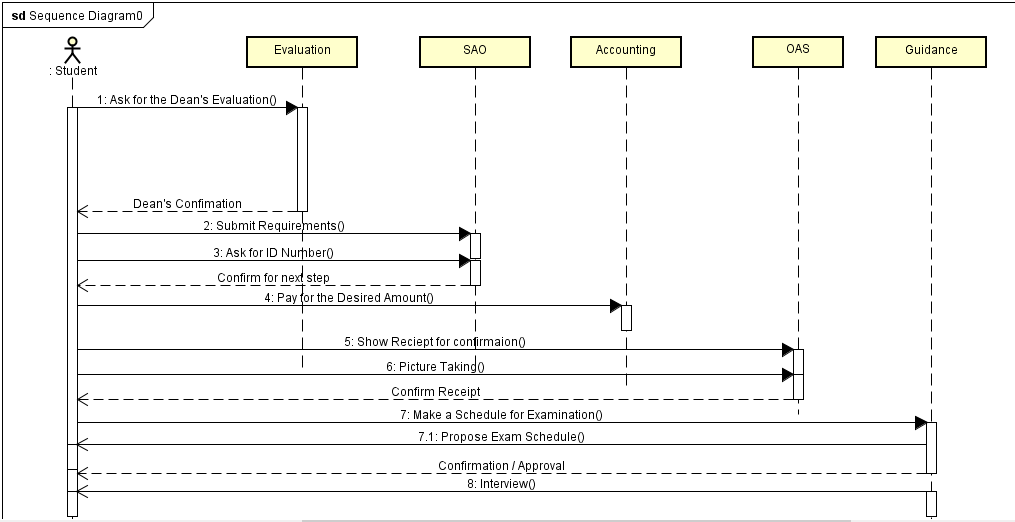 sd Sequence Diagram0
: Student
Evaluation
SAO
Accounting
OAS
Guidance
1: Ask for the Dean's Evaluation()
Dean's Confimation
2: Submit Requirements()
3: Ask for ID Number()
Confirm for next step
4: Pay for the Desired Amount()
5: Show Reciept for confirmaion()
6: Picture Taking()
Confirm Receipt
7: Make a Schedule for Examination()
7.1: Propose Exam Schedule()
Confirmation / Approval
8: Interview()